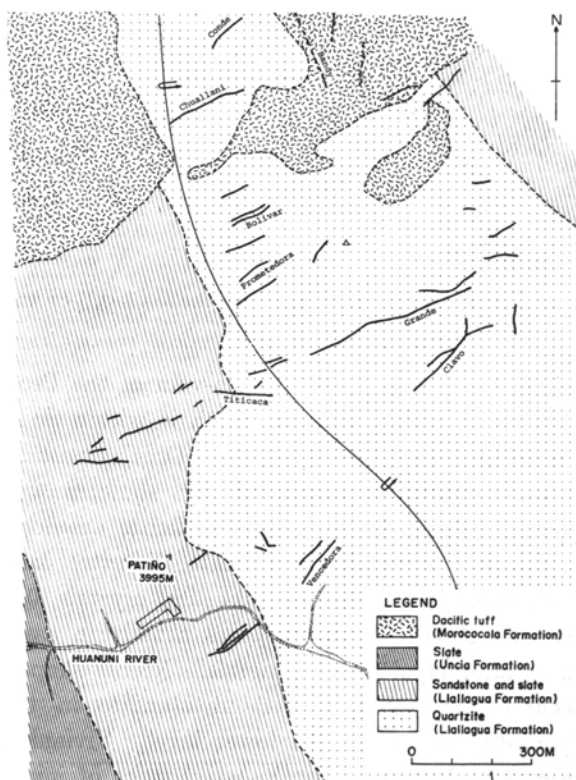 N
Conde
Chuallani
Bolivar
Prometedora
Grande
Clavo
Titicaca
Vencedora
PATIÑO
3995M
HUANUNI RIVER
LEGEND
Dacitic tuff
(Morococala Formation)
Slate
(Uncia Formation)
Sandstone and slate
(Llallagua Formation)
Quartzite
(Llallagua Formation)
0 300M